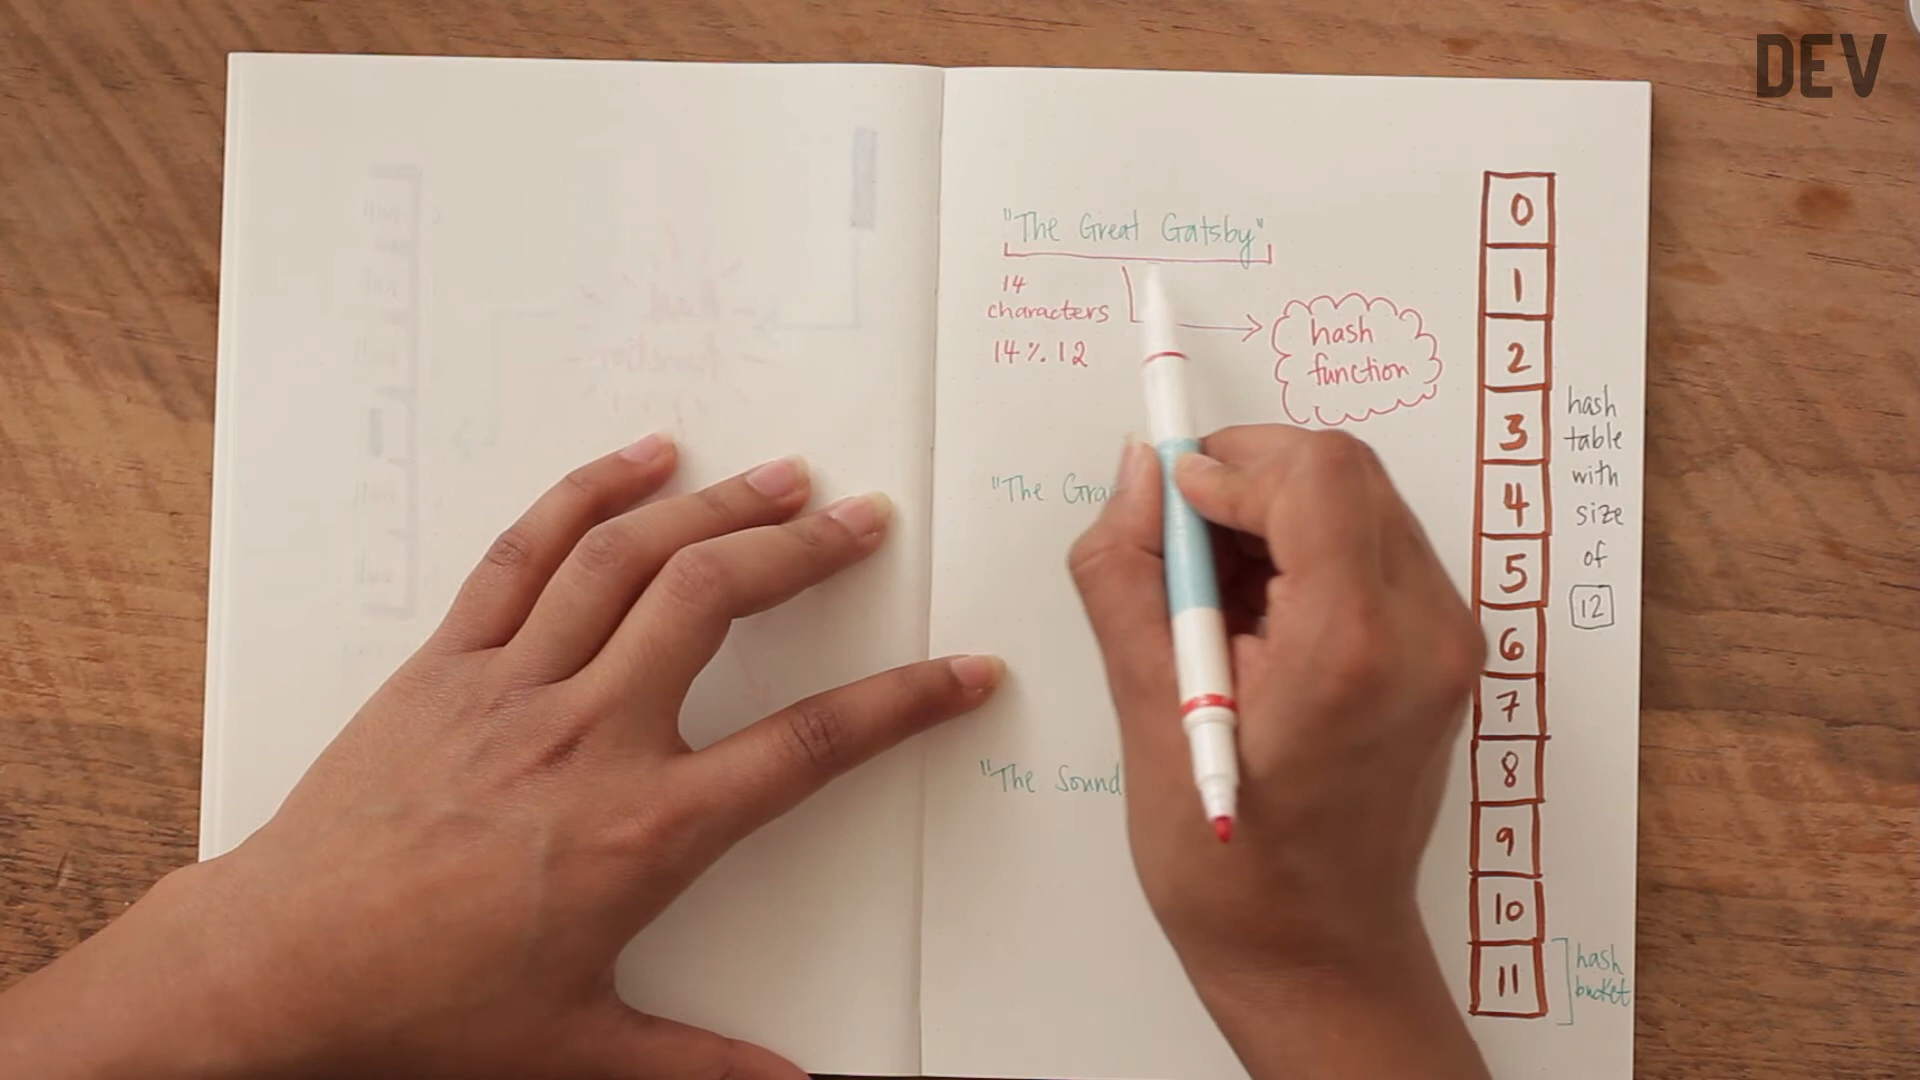 DEV
"The Great Gatsby"
14
characters
14 % 12
hash
function
"The
"The Sound
0
1
2
3
4
5
6
7
8
9
10
11
hash
table
with
size
of
12
hash
bucket